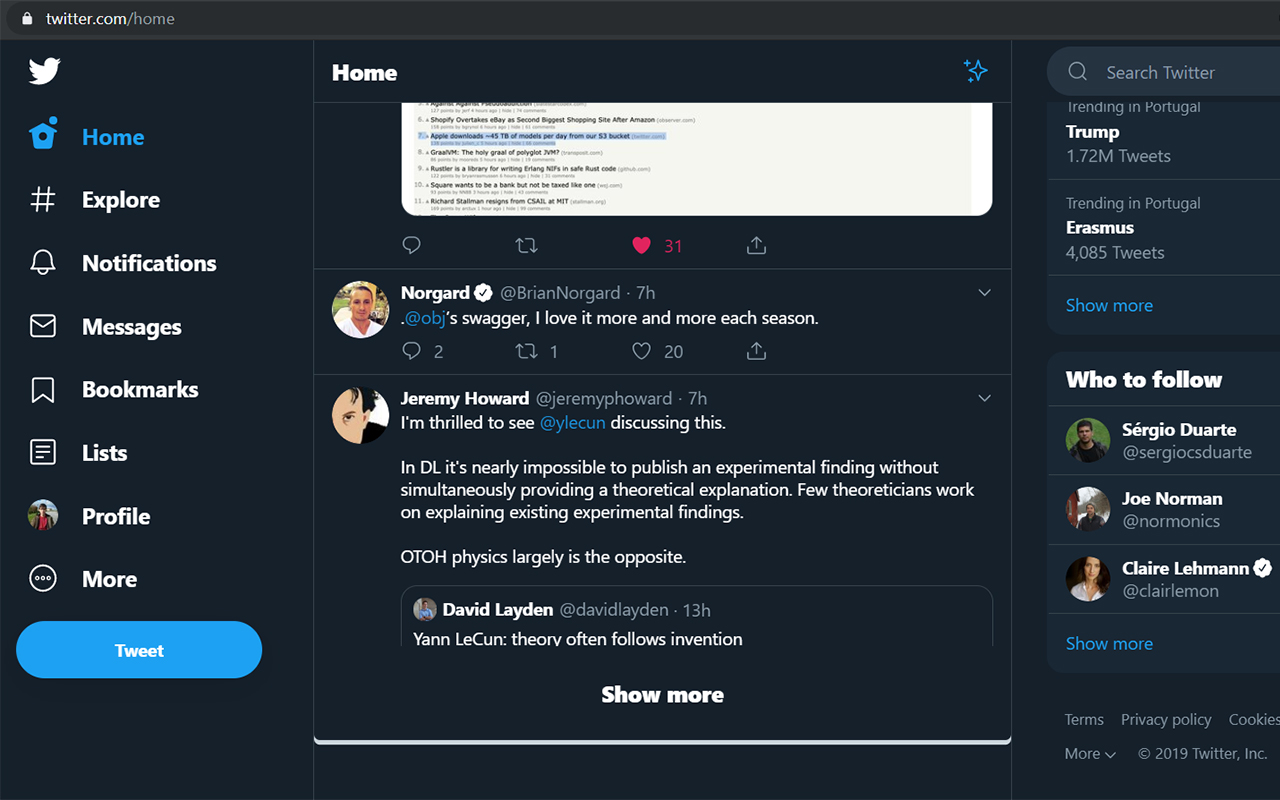 twitter.com/home
Home
Explore
Notifications
Messages
Bookmarks
Lists
Profile
More
Tweet
Home
6. Shopify Overtakes eBay as Second Biggest Shopping Site After Amazon (observer.com)
7. Apple downloads ~45 TB of models per day from our S3 bucket (twitter.com)
8. GraalVM: The holy graal of polyglot JVM? (transposit.com)
9. Rustler is a library for writing Erlang NIFs in safe Rust code (github.com)
10. Square wants to be a bank but not be taxed like one (wsj.com)
11. Richard Stallman resigns from CSAIL at MIT (stallman.org)
31
Norgard @BrianNorgard · 7h
.@obj's swagger, I love it more and more each season.
2 1 20
Jeremy Howard @jeremyphoward · 7h
I'm thrilled to see @ylecun discussing this.
In DL it's nearly impossible to publish an experimental finding without
simultaneously providing a theoretical explanation. Few theoreticians work
on explaining existing experimental findings.
OTOH physics largely is the opposite.
David Layden @davidlayden · 13h
Yann LeCun: theory often follows invention
Show more
Search Twitter
Trending in Portugal
Trump
1.72M Tweets
Trending in Portugal
Erasmus
4,085 Tweets
Show more
Who to follow
Sérgio Duarte
@sergiocsduarte
Joe Norman
@normonics
Claire Lehmann
@clairlemon
Show more
Terms Privacy policy Cookies
More © 2019 Twitter, Inc.